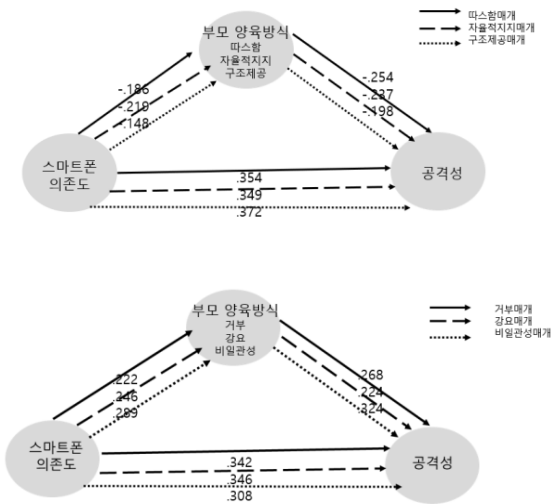 부모 양육방식
따스함
자율적지지
구조제공
따스함매개
자율적지지매개
구조제공매개
-.186
-.219
-.148
-.254
-.237
-.198
스마트폰
의존도
공격성
.354
.349
.372
부모 양육방식
거부
강요
비일관성
거부매개
강요매개
비일관성매개
.222
.246
.289
.268
.224
.324
스마트폰
의존도
공격성
.342
.346
.308